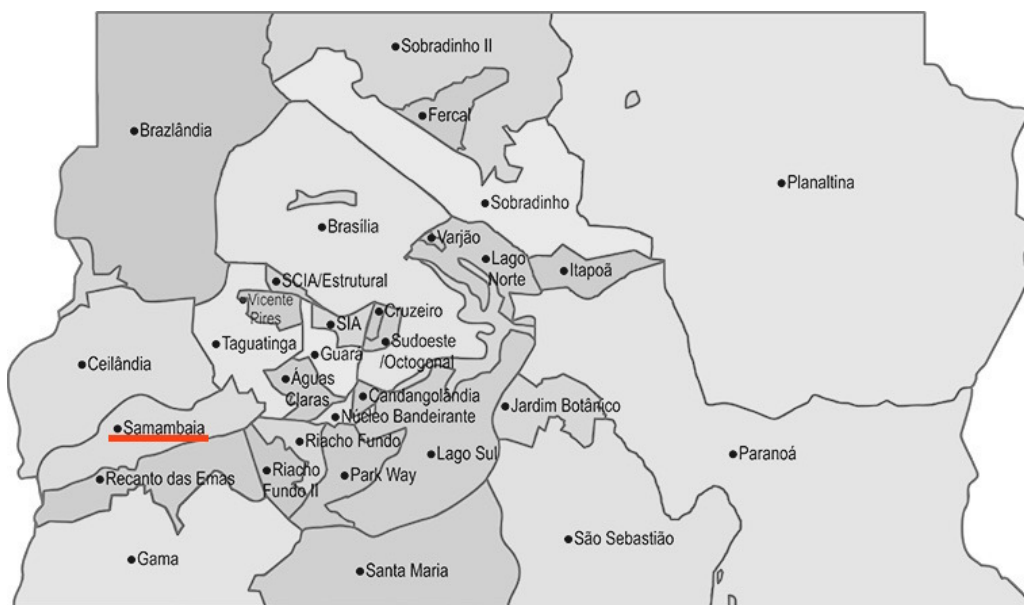 Sobradinho II
Fercal
Brazlândia
Planaltina
Sobradinho
Brasília
Varjão
Lago
Norte
Itapoã
SCIA/Estrutural
Vicente
Pires
Cruzeiro
SIA
Sudoeste
/Octogonal
Taguatinga
Guará
Ceilândia
Águas
Claras
Candangolândia
Jardim Botânico
Núcleo Bandeirante
Samambaia
Riacho Fundo
Lago Sul
Paranoá
Riacho
Fundo II
Park Way
Recanto das Emas
São Sebastião
Gama
Santa Maria